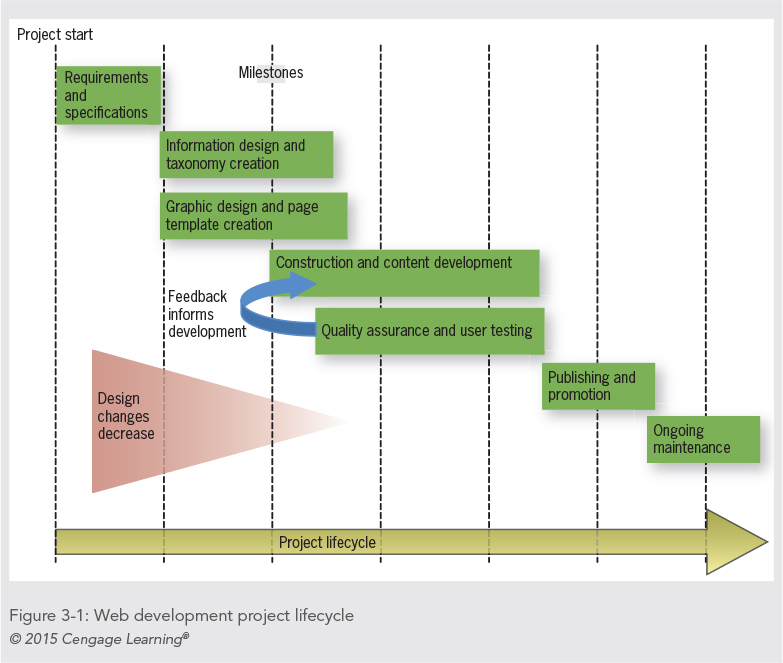 Project start
Requirements
and
specifications
Milestones
Information design and
taxonomy creation
Graphic design and page
template creation
Construction and content development
Feedback
informs
development
Quality assurance and user testing
Publishing and
promotion
Design
changes
decrease
Ongoing
maintenance
Project lifecycle
Figure 3-1: Web development project lifecycle
© 2015 Cengage Learning®